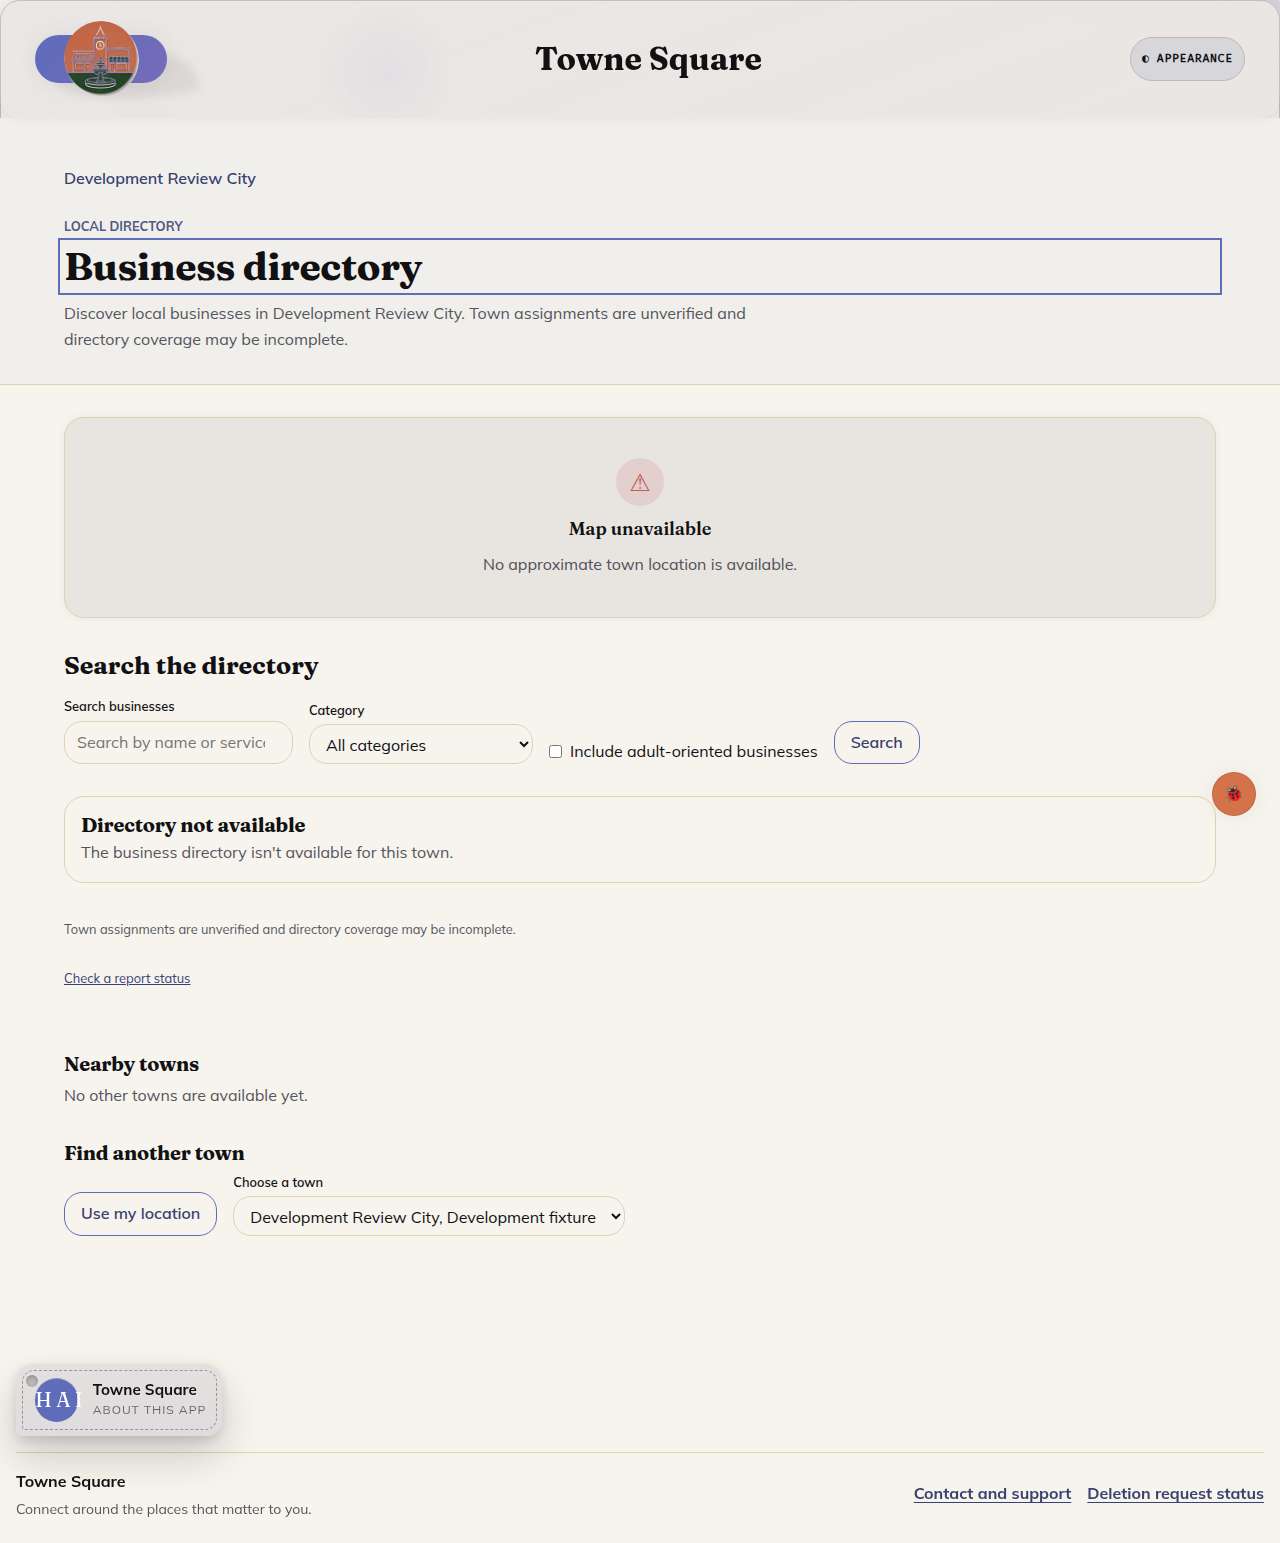 Towne Square
◐ APPEARANCE
Development Review City
LOCAL DIRECTORY
Business directory
Discover local businesses in Development Review City. Town assignments are unverified and
directory coverage may be incomplete.
⚠
Map unavailable
No approximate town location is available.
Search the directory
Search businesses
Category
Search by name or servic
All categories
Include adult-oriented businesses
Search
Directory not available
The business directory isn't available for this town.
Town assignments are unverified and directory coverage may be incomplete.
Check a report status
Nearby towns
No other towns are available yet.
Find another town
Choose a town
Use my location
Development Review City, Development fixture
HAI
Towne Square
ABOUT THIS APP
Towne Square
Connect around the places that matter to you.
Contact and support
Deletion request status